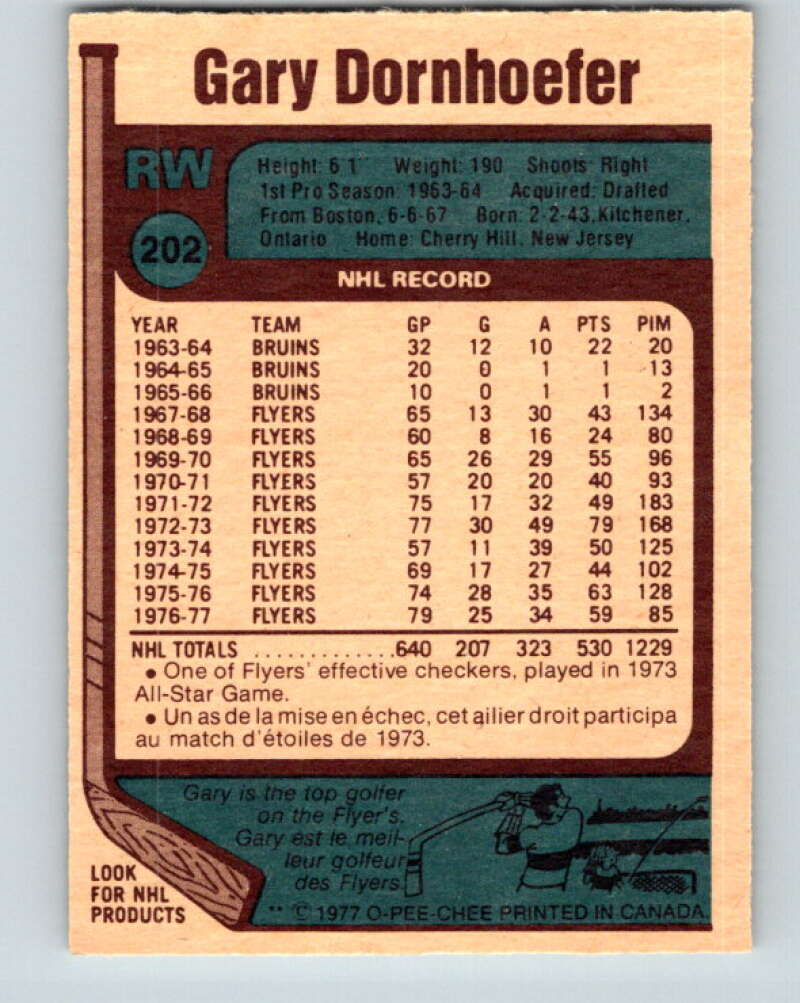 Gary Dornhoefer
RW
202
Height: 6'1" Weight: 190 Shoots: Right
1st Pro Season: 1963-64 Acquired: Drafted
From Boston, 6-6-67 Born: 2-2-43, Kitchener,
Ontario Home: Cherry Hill, New Jersey
NHL RECORD
YEAR TEAM GP G A PTS PIM
1963-64 BRUINS 32 12 10 22 20
1964-65 BRUINS 20 0 1 1 13
1965-66 BRUINS 10 0 1 1 2
1967-68 FLYERS 65 13 30 43 134
1968-69 FLYERS 60 8 16 24 80
1969-70 FLYERS 65 26 29 55 96
1970-71 FLYERS 57 20 20 40 93
1971-72 FLYERS 75 17 32 49 183
1972-73 FLYERS 77 30 49 79 168
1973-74 FLYERS 57 11 39 50 125
1974-75 FLYERS 69 17 27 44 102
1975-76 FLYERS 74 28 35 63 128
1976-77 FLYERS 79 25 34 59 85
NHL TOTALS .............640 207 323 530 1229
• One of Flyers' effective checkers, played in 1973
All-Star Game.
• Un as de la mise en échec, cet ailier droit participa
au match d'étoiles de 1973.
Gary is the top golfer
on the Flyer's.
Gary est le meil-
leur golfeur
des Flyers.
LOOK
FOR NHL
PRODUCTS
** © 1977 O-PEE-CHEE PRINTED IN CANADA.